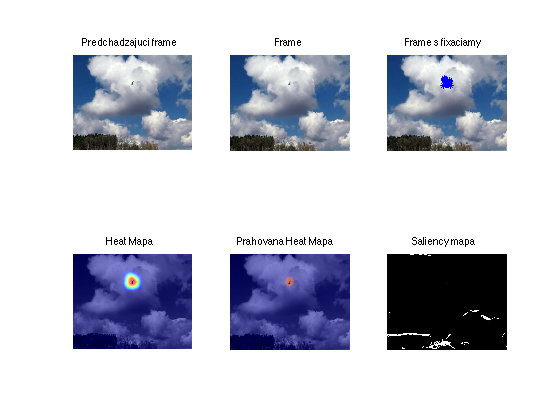 Predchadzajuci frame
Frame
Frame s fixaciamy
Heat Mapa
Prahovana Heat Mapa
Saliency mapa